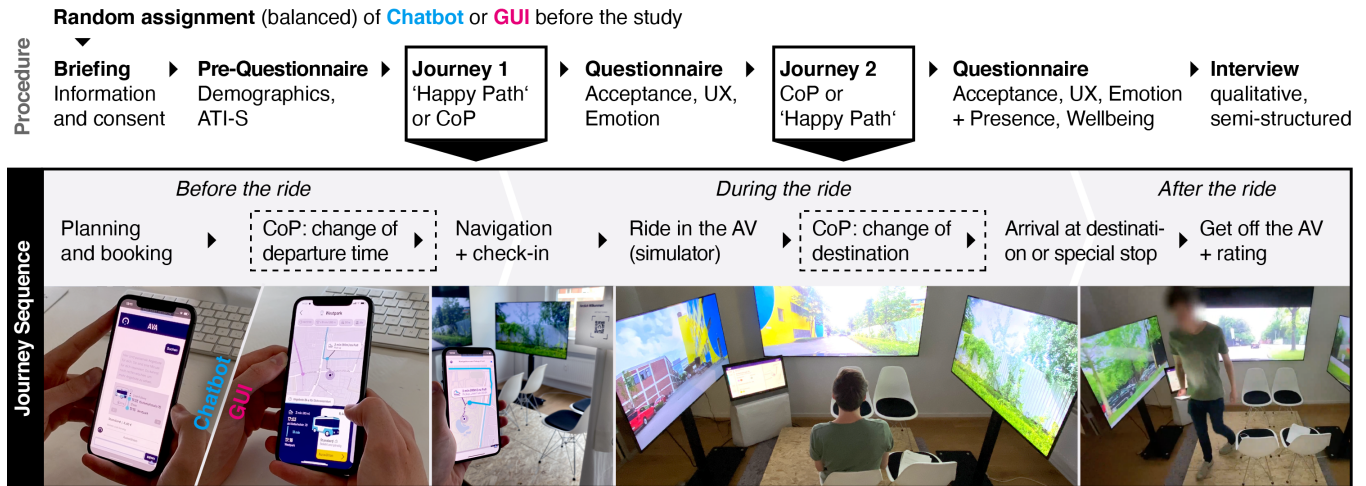 Random assignment (balanced) of Chatbot or GUI before the study
Procedure
Briefing
Information
and consent
Pre-Questionnaire
Demographics,
ATI-S
Journey 1
‘Happy Path‘
or CoP
Questionnaire
Acceptance, UX,
Emotion
Journey 2
CoP or
‘Happy Path‘
Questionnaire
Acceptance, UX, Emotion
+ Presence, Wellbeing
Interview
qualitative,
semi-structured
Journey Sequence
Before the ride
During the ride
After the ride
Planning
and booking
CoP: change of
departure time
Navigation
+ check-in
Ride in the AV
(simulator)
CoP: change of
destination
Arrival at destinati-
on or special stop
Get off the AV
+ rating
AVA
Chatbot
GUI